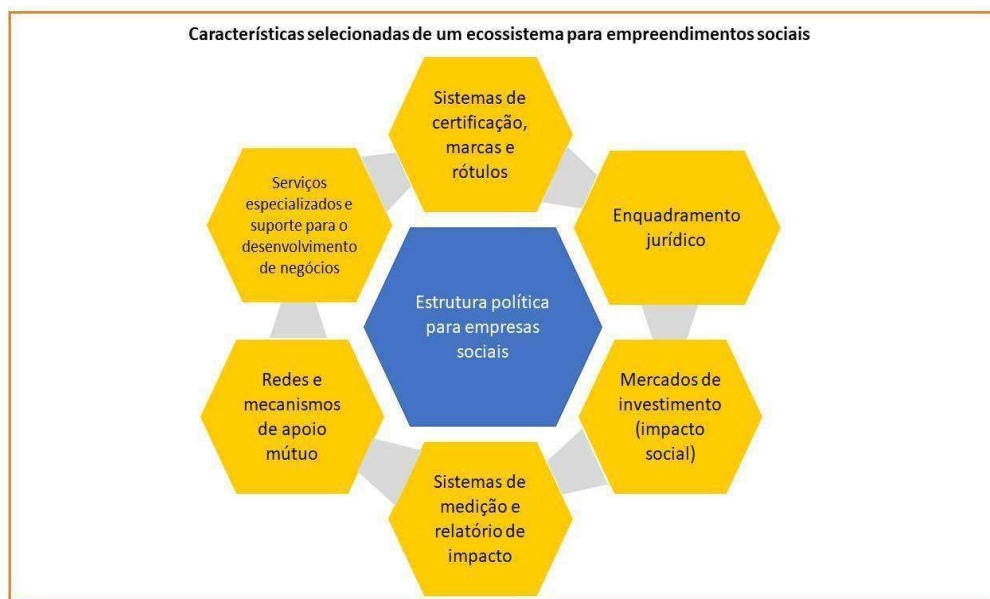 Características selecionadas de um ecossistema para empreendimentos sociais
Sistemas de
certificação,
marcas e
rótulos
Enquadramento
jurídico
Mercados de
investimento
(impacto
social)
Sistemas de
medição e
relatório de
impacto
Redes e
mecanismos
de apoio
mútuo
Serviços
especializados e
suporte para o
desenvolvimento
de negócios
Estrutura política
para empresas
sociais